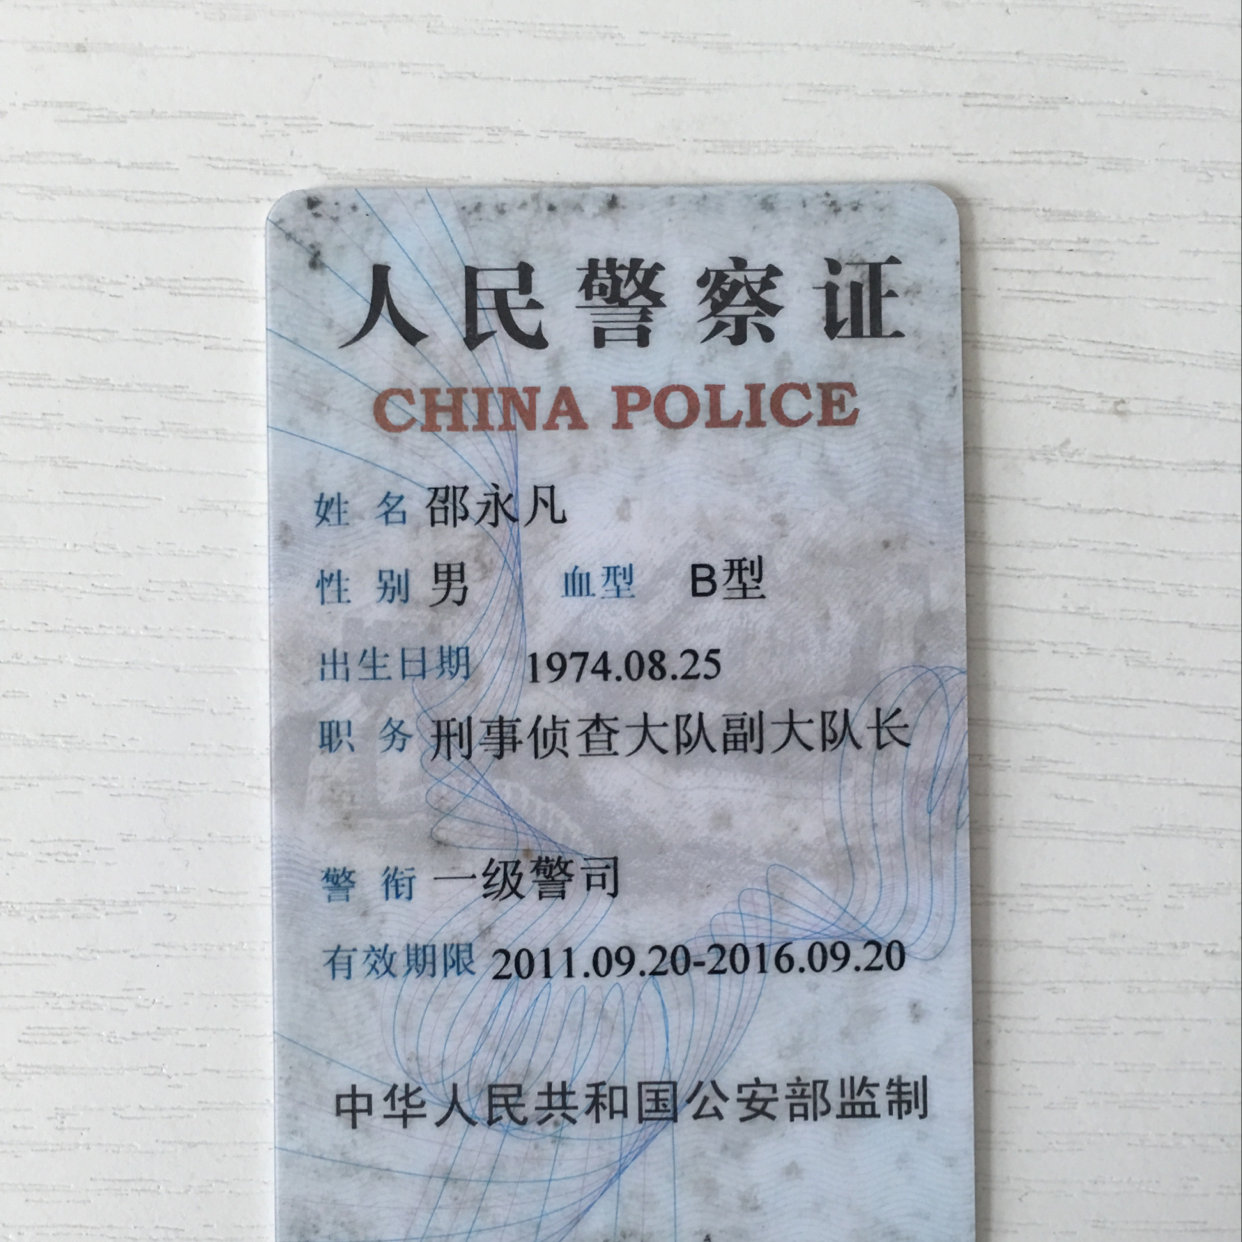 人民警察证
CHINA POLICE
姓 名 邵永凡
性 别 男 血型 B型
出生日期 1974.08.25
职 务 刑事侦查大队副大队长
警 衔 一级警司
有效期限 2011.09.20-2016.09.20
中华人民共和国公安部监制